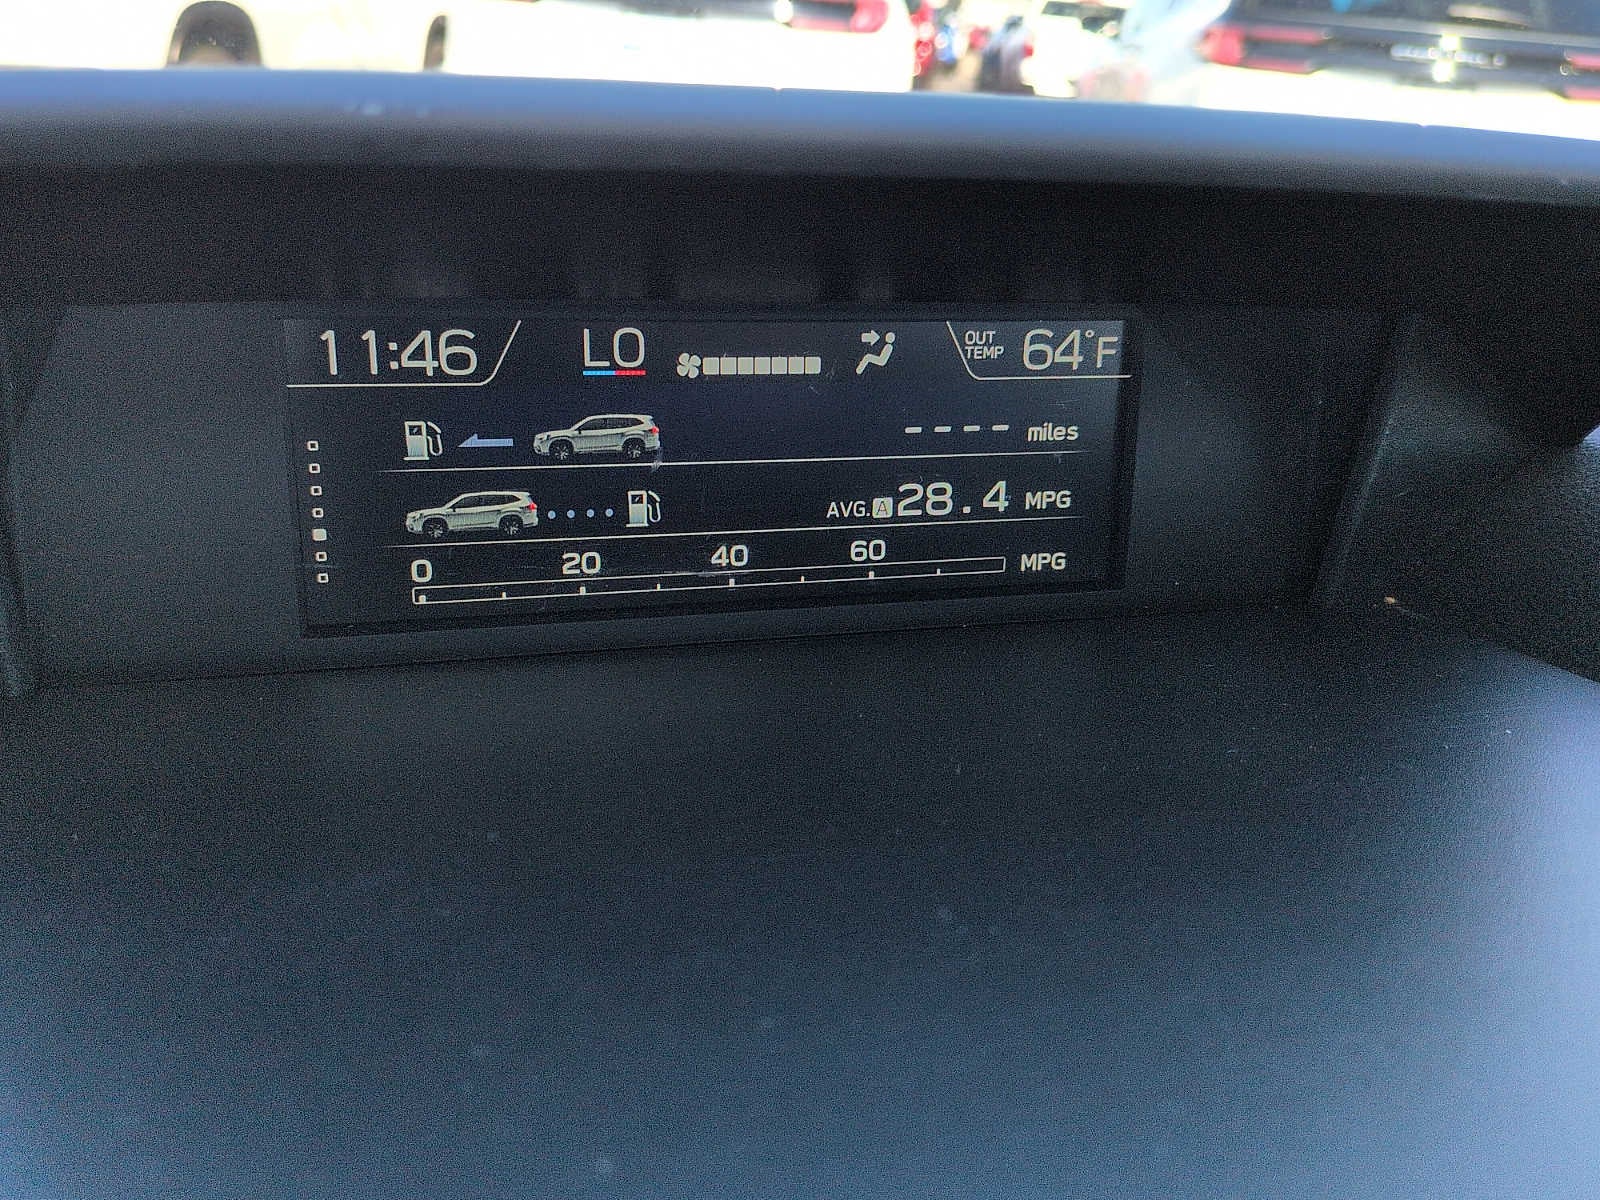 11:46 LO OUT TEMP 64°F
---- miles
AVG. A 28.4 MPG
0 20 40 60 MPG